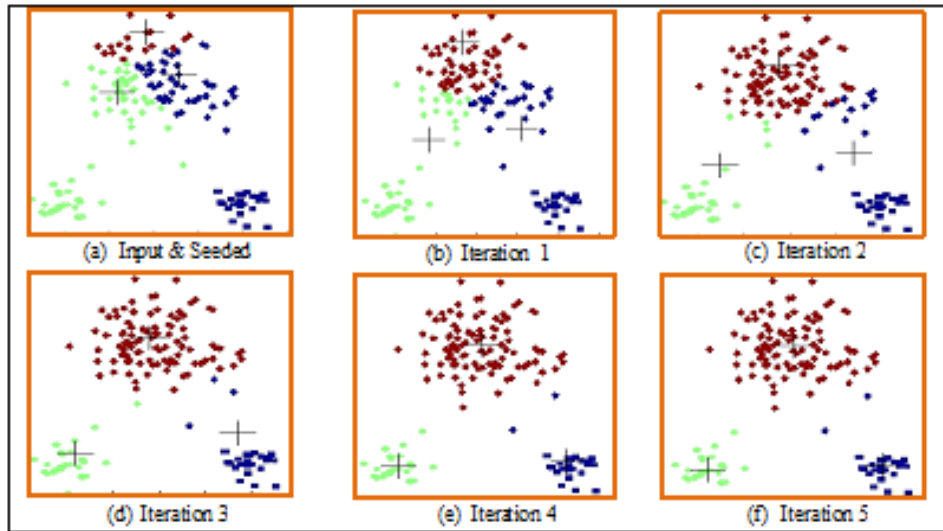 (a) Input & Seeded
(b) Iteration 1
(c) Iteration 2
(d) Iteration 3
(e) Iteration 4
(f) Iteration 5